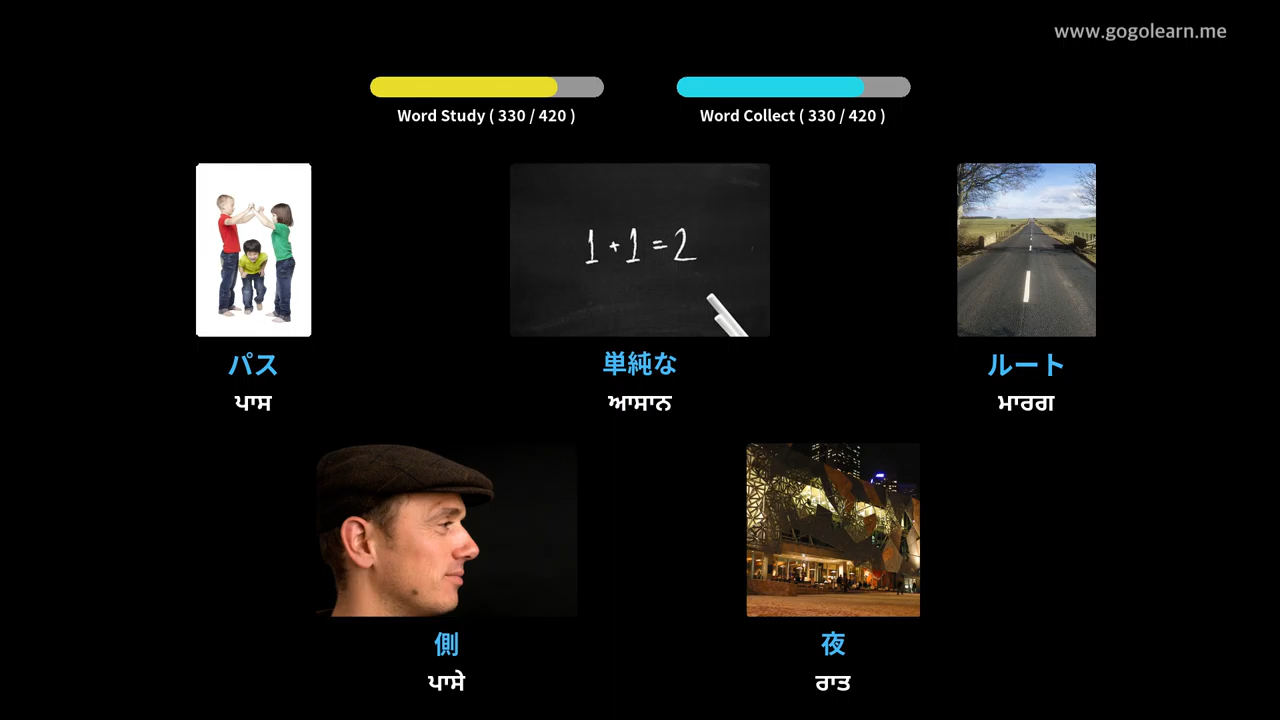 www.gogolearn.me
Word Study ( 330 / 420 )
Word Collect ( 330 / 420 )
1 + 1 = 2
パス
単純な
ルート
ਪਾਸ
ਆਸਾਨ
ਮਾਰਗ
側
夜
ਪਾਸੇ
ਰਾਤ